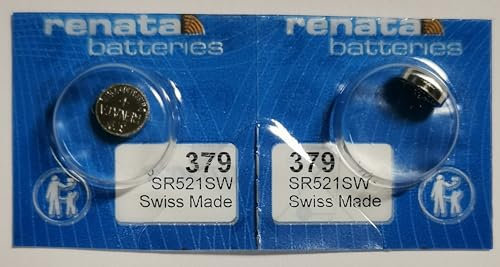 renata
batteries
379
SR521SW
Swiss Made
renata
batteries
379
SR521SW
Swiss Made